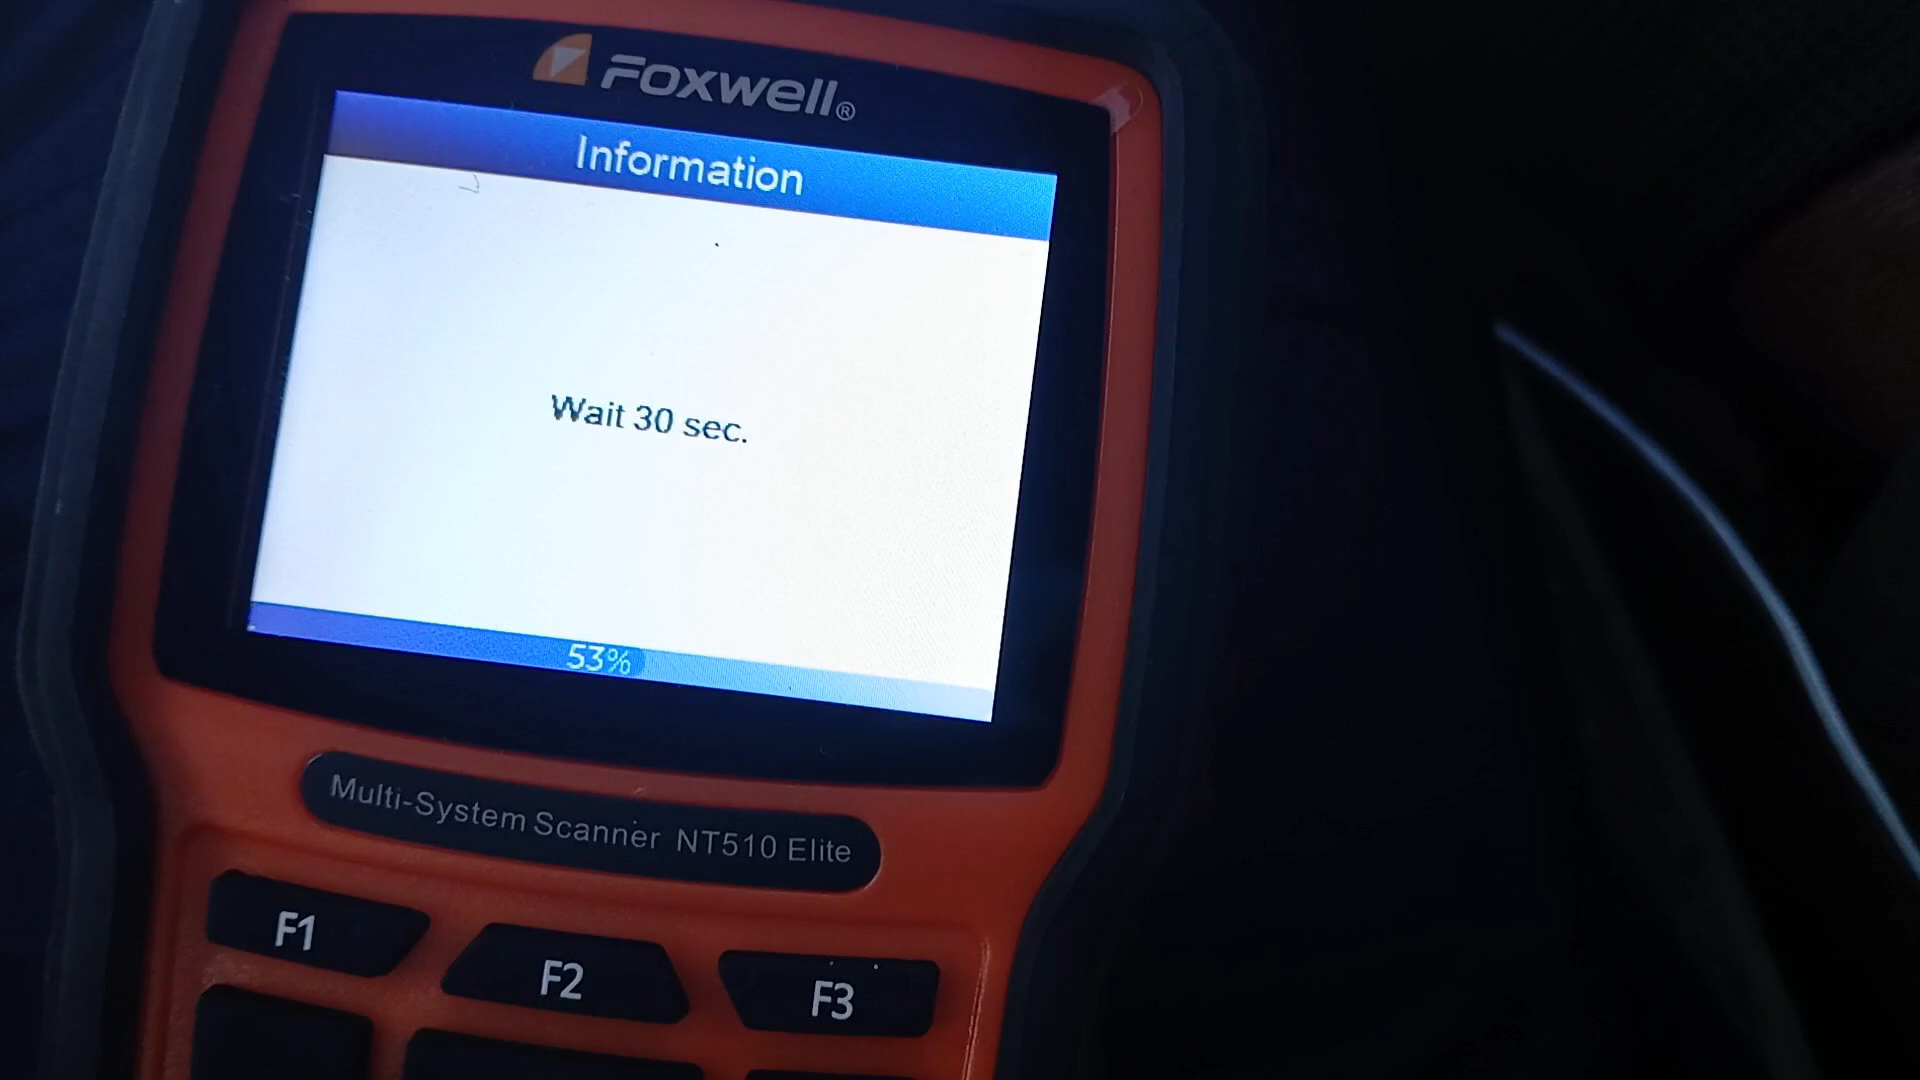 Foxwell®
Information
Wait 30 sec.
53%
Multi-System Scanner NT510 Elite
F1
F2
F3